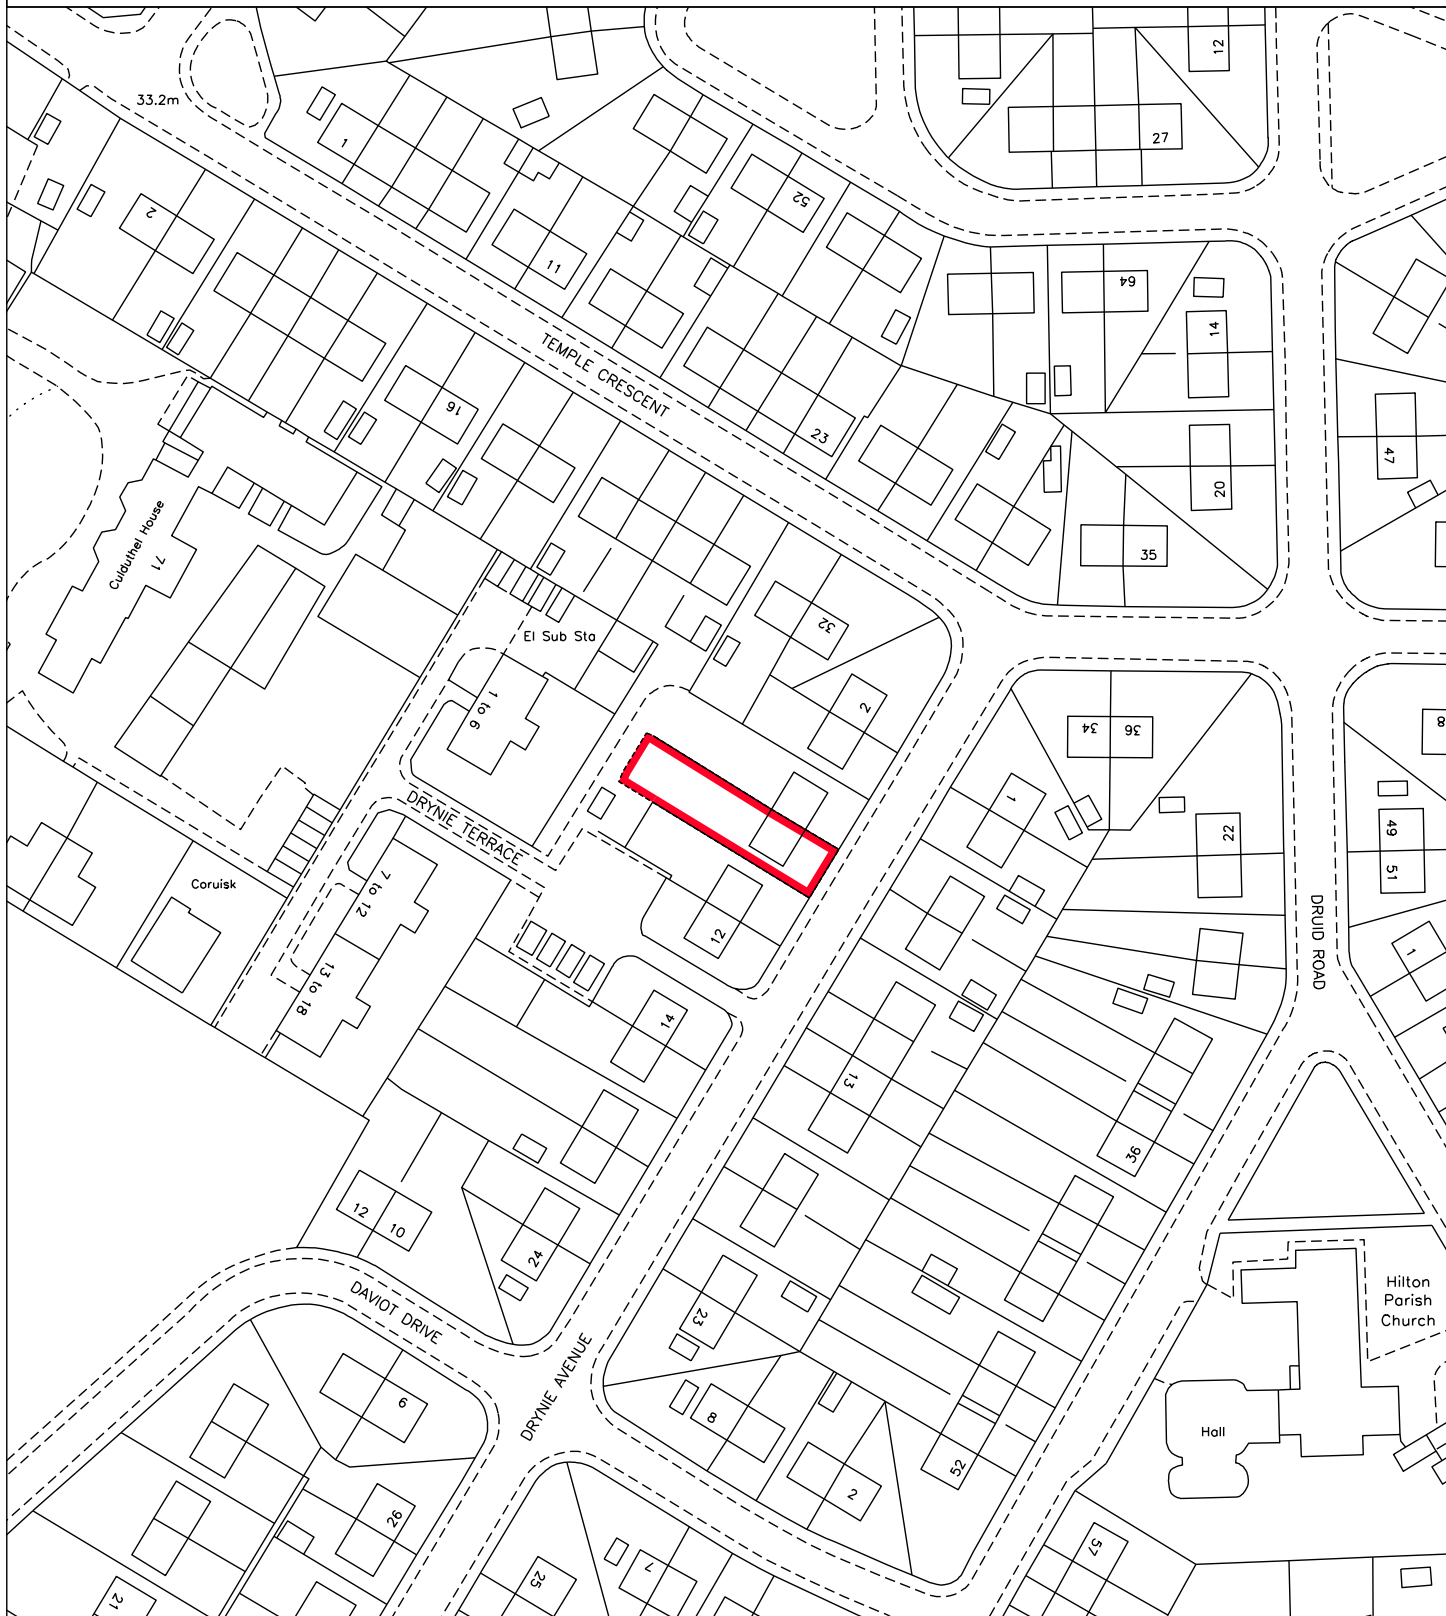 12
33.2m
1
27
2
52
11
64
14
TEMPLE CRESCENT
16
23
47
20
35
Culduthel House
71
El Sub Sta
32
1 to 6
2
34
36
8
1
DRYNIE TERRACE
22
49
51
Coruisk
7 to 12
12
DRUID ROAD
1
13 to 18
14
13
36
12
10
24
DAVIOT DRIVE
Hilton
Parish
Church
23
DRYNIE AVENUE
6
8
Hall
52
2
26
57
7
25
21